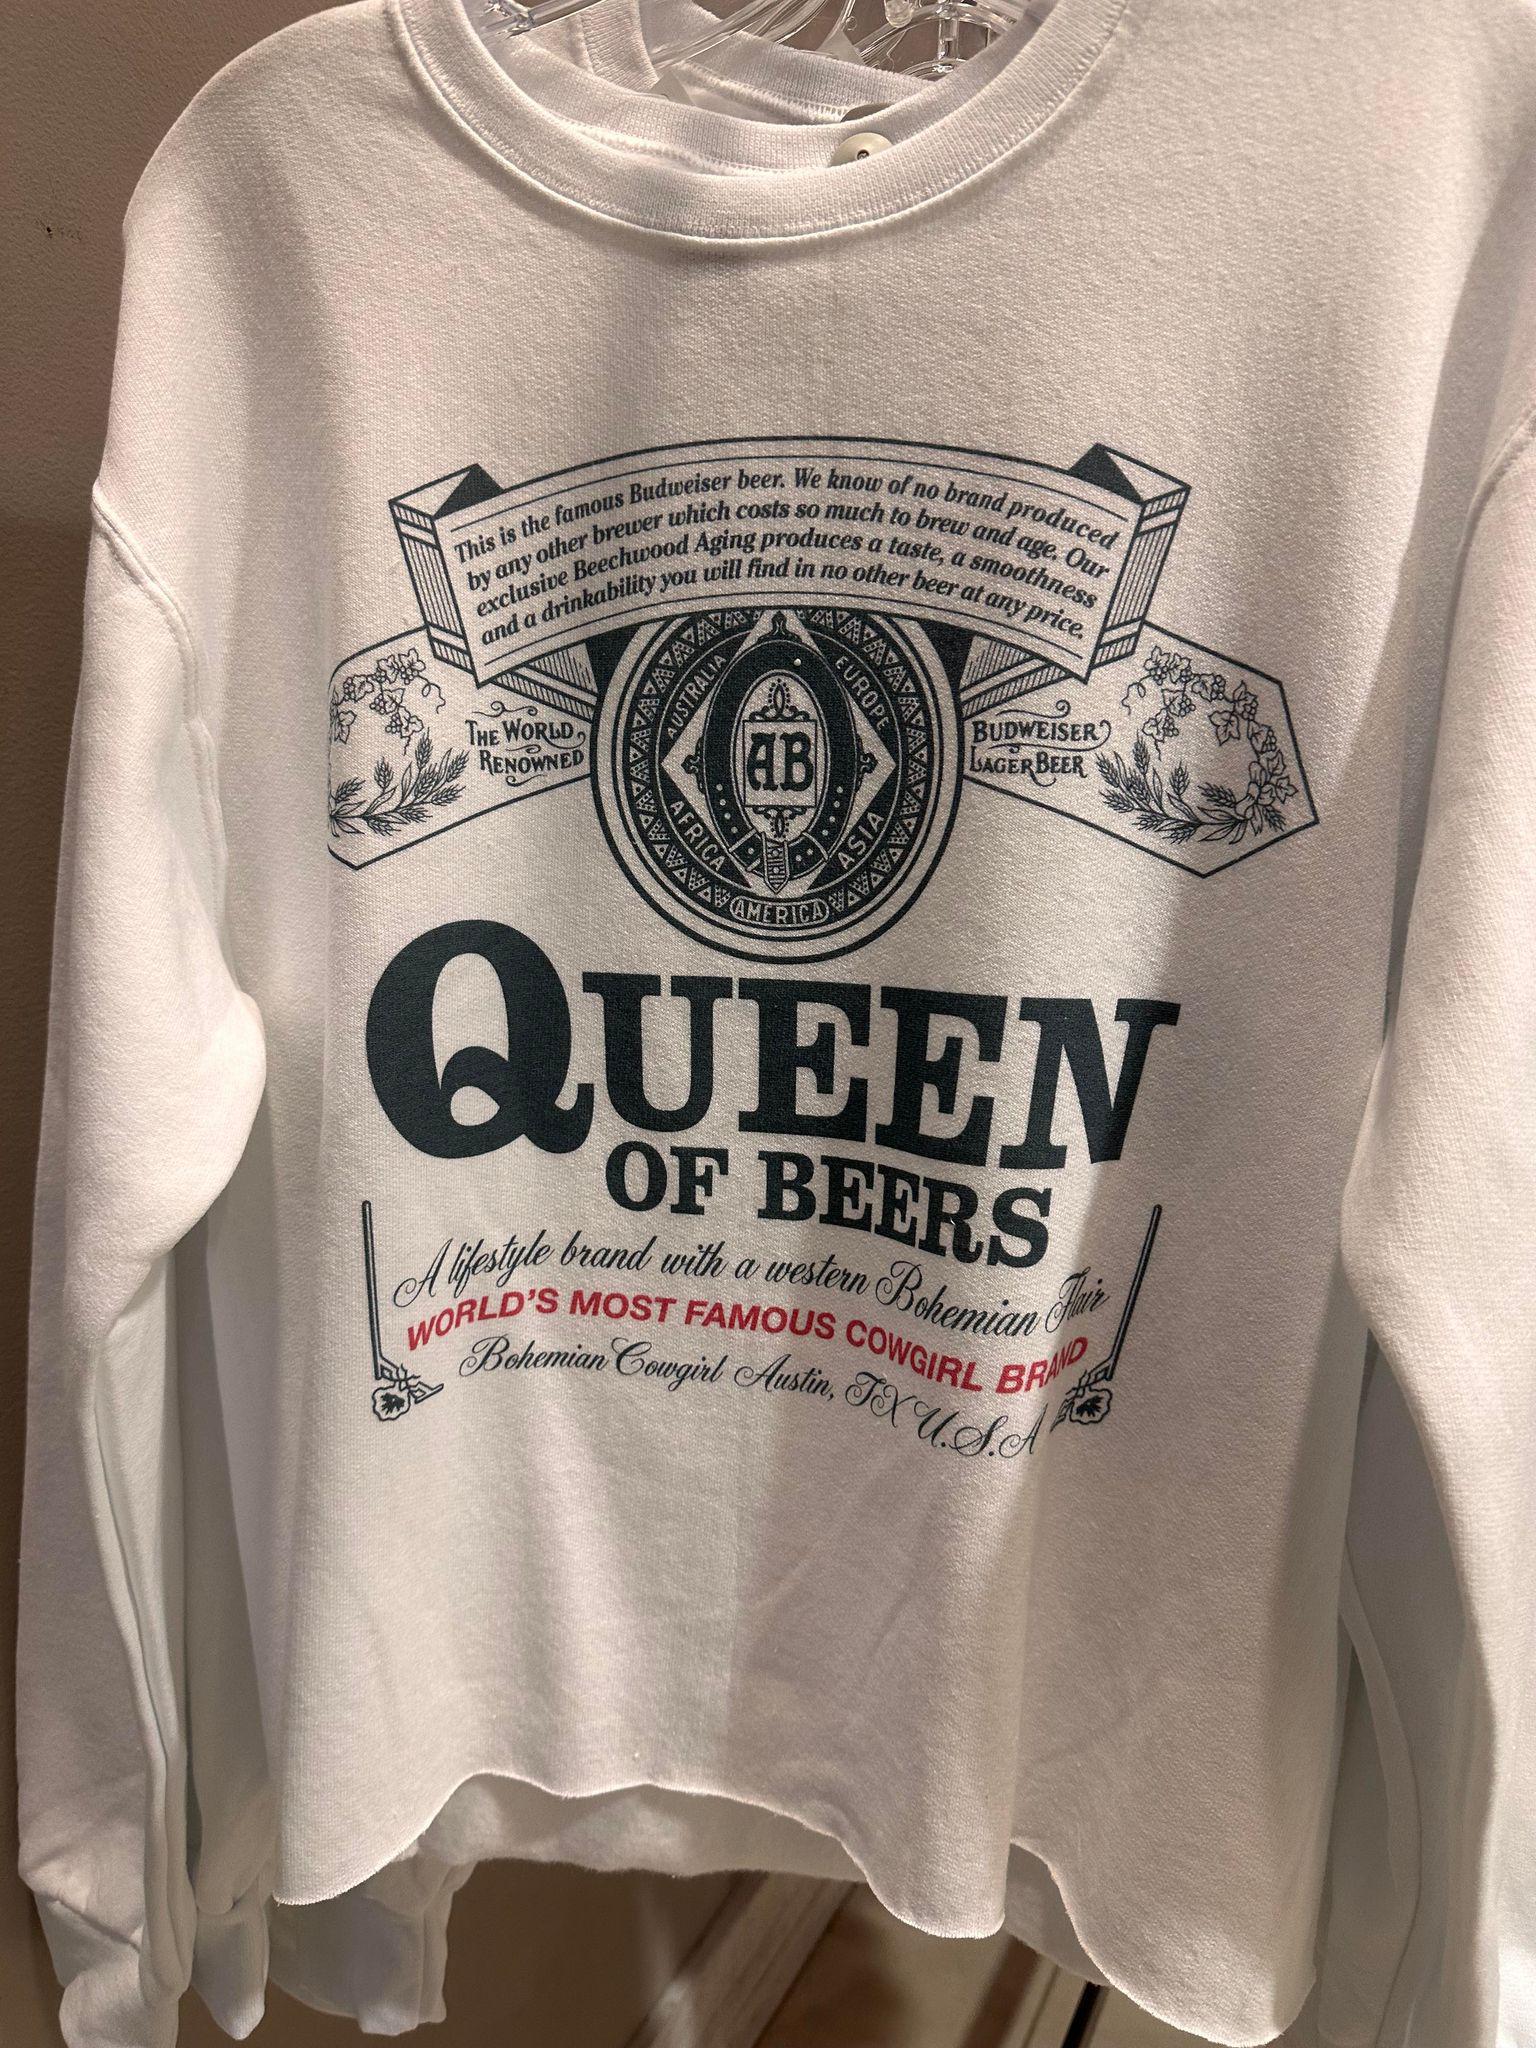 This is the famous Budweiser beer. We know of no brand produced
by any other brewer which costs so much to brew and age. Our
exclusive Beechwood Aging produces a taste, a smoothness
and a drinkability you will find in no other beer at any price.
THE WORLD
RENOWNED
BUDWEISER
LAGER BEER
AUSTRALIA
EUROPE
AB
AFRICA
ASIA
AMERICA
QUEEN
OF BEERS
A lifestyle brand with a western Bohemian Flair
WORLD'S MOST FAMOUS COWGIRL BRAND
Bohemian Cowgirl Austin, TX U.S.A